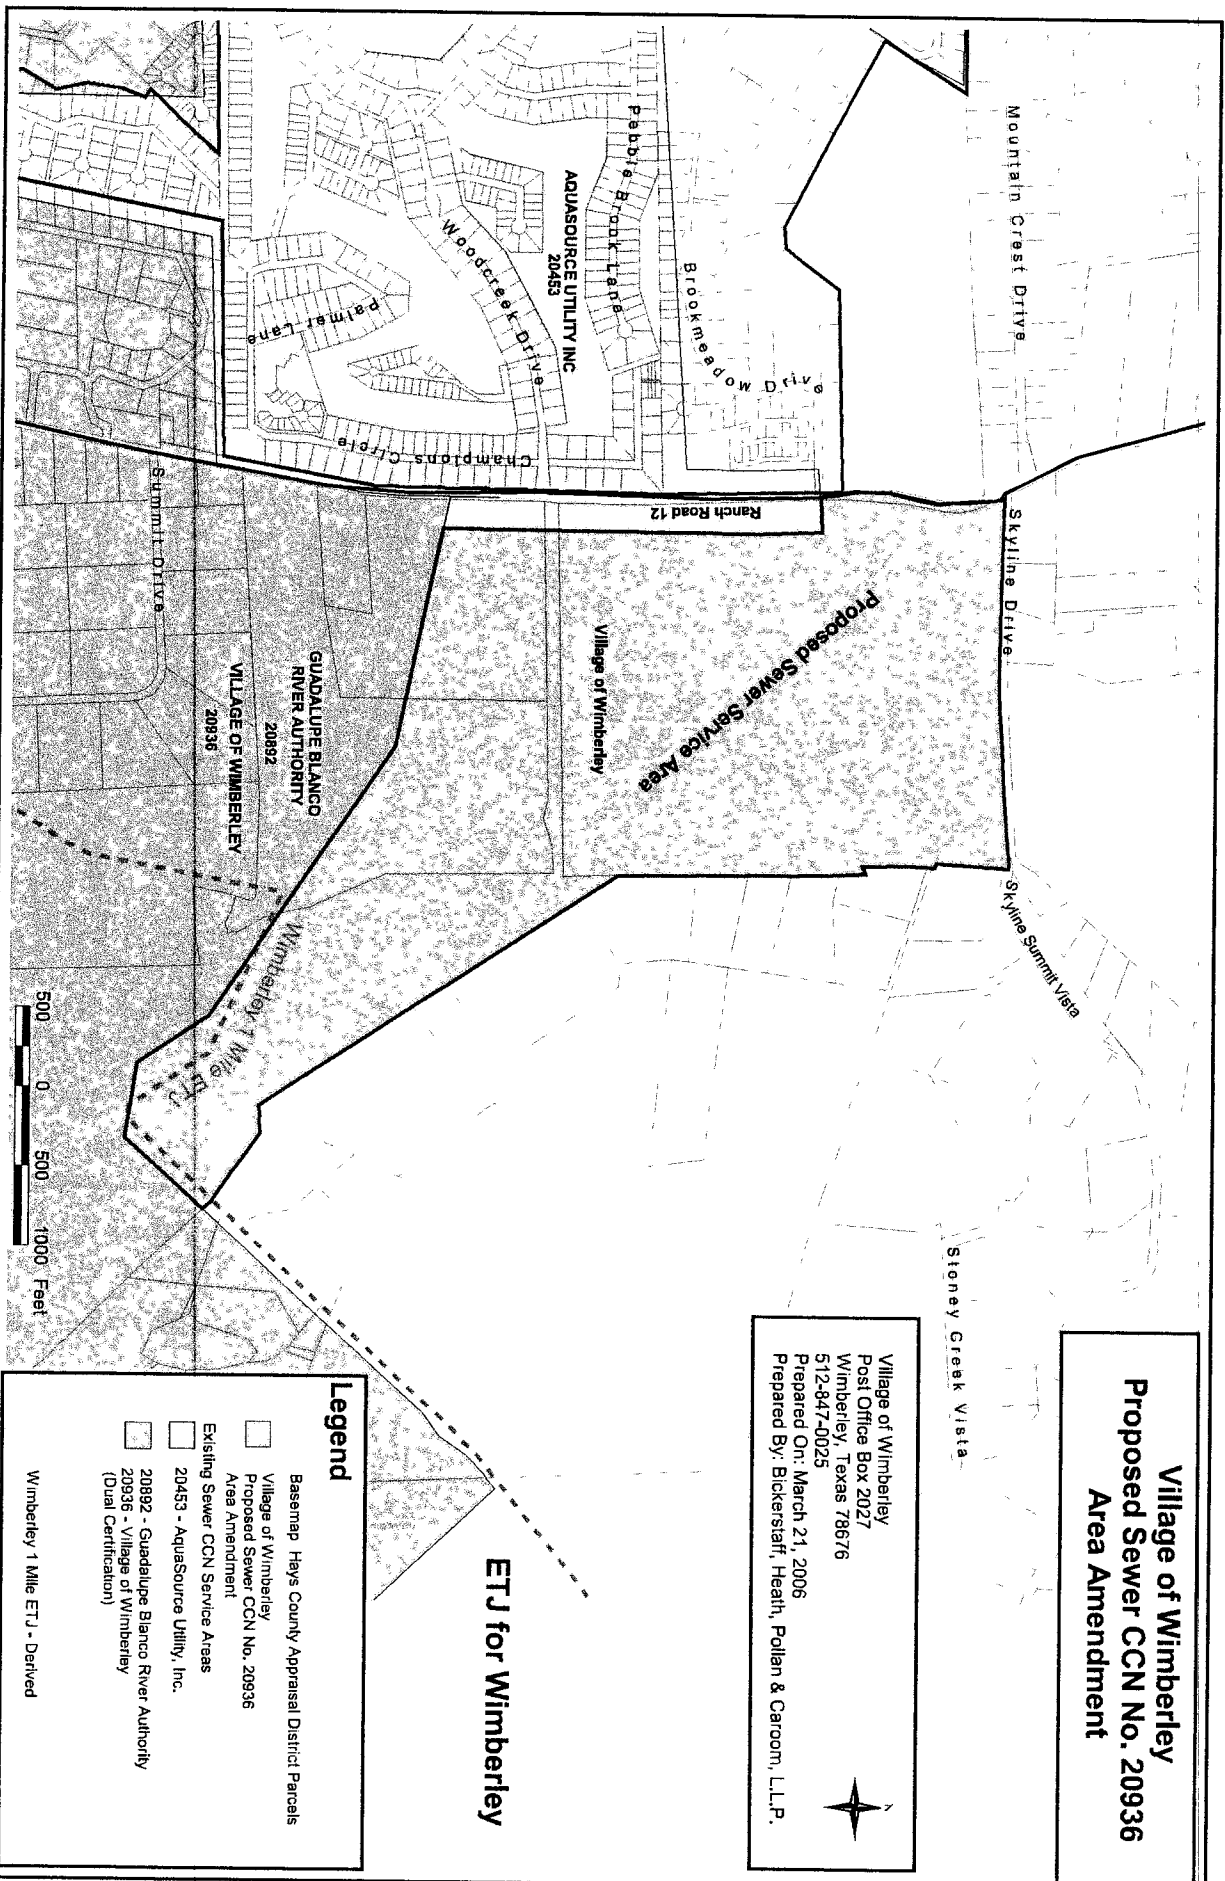 Village of Wimberley
Proposed Sewer CCN No. 20936
Area Amendment
Village of Wimberley
Post Office Box 2027
Wimberley, Texas 78676
512-847-0025
Prepared On: March 21, 2006
Prepared By: Bickerstaff, Heath, Pollan & Caroom, L.L.P.
N
Mountain Crest Drive
Skyline Drive
Skyline Summit Vista
Stoney Creek Vista
Brookmeadow Drive
Pebble Brook Lane
AQUASOURCE UTILITY INC
20453
Woodcreek Drive
Palmer Lane
Champions Circle
Ranch Road 12
Proposed Sewer Service Area
Village of Wimberley
GUADALUPE BLANCO
RIVER AUTHORITY
20892
VILLAGE OF WIMBERLEY
20936
Summit Drive
Wimberley 1 Mile ETJ
ETJ for Wimberley
500 0 500 1000 Feet
Legend
Basemap Hays County Appraisal District Parcels
Village of Wimberley
Proposed Sewer CCN No. 20936
Area Amendment
Existing Sewer CCN Service Areas
20453 - AquaSource Utility, Inc.
20892 - Guadalupe Blanco River Authority
20936 - Village of Wimberley
(Dual Certification)
Wimberley 1 Mile ETJ - Derived